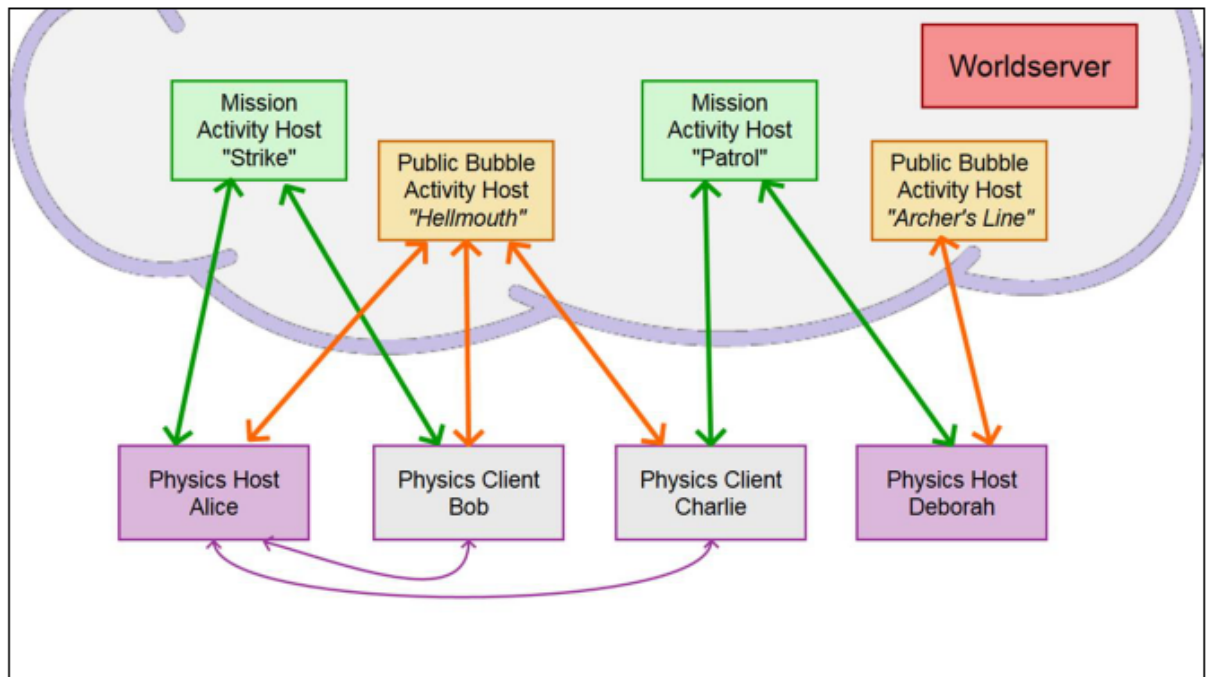 Worldserver
Mission
Activity Host
"Strike"
Public Bubble
Activity Host
"Hellmouth"
Mission
Activity Host
"Patrol"
Public Bubble
Activity Host
"Archer's Line"
Physics Host
Alice
Physics Client
Bob
Physics Client
Charlie
Physics Host
Deborah